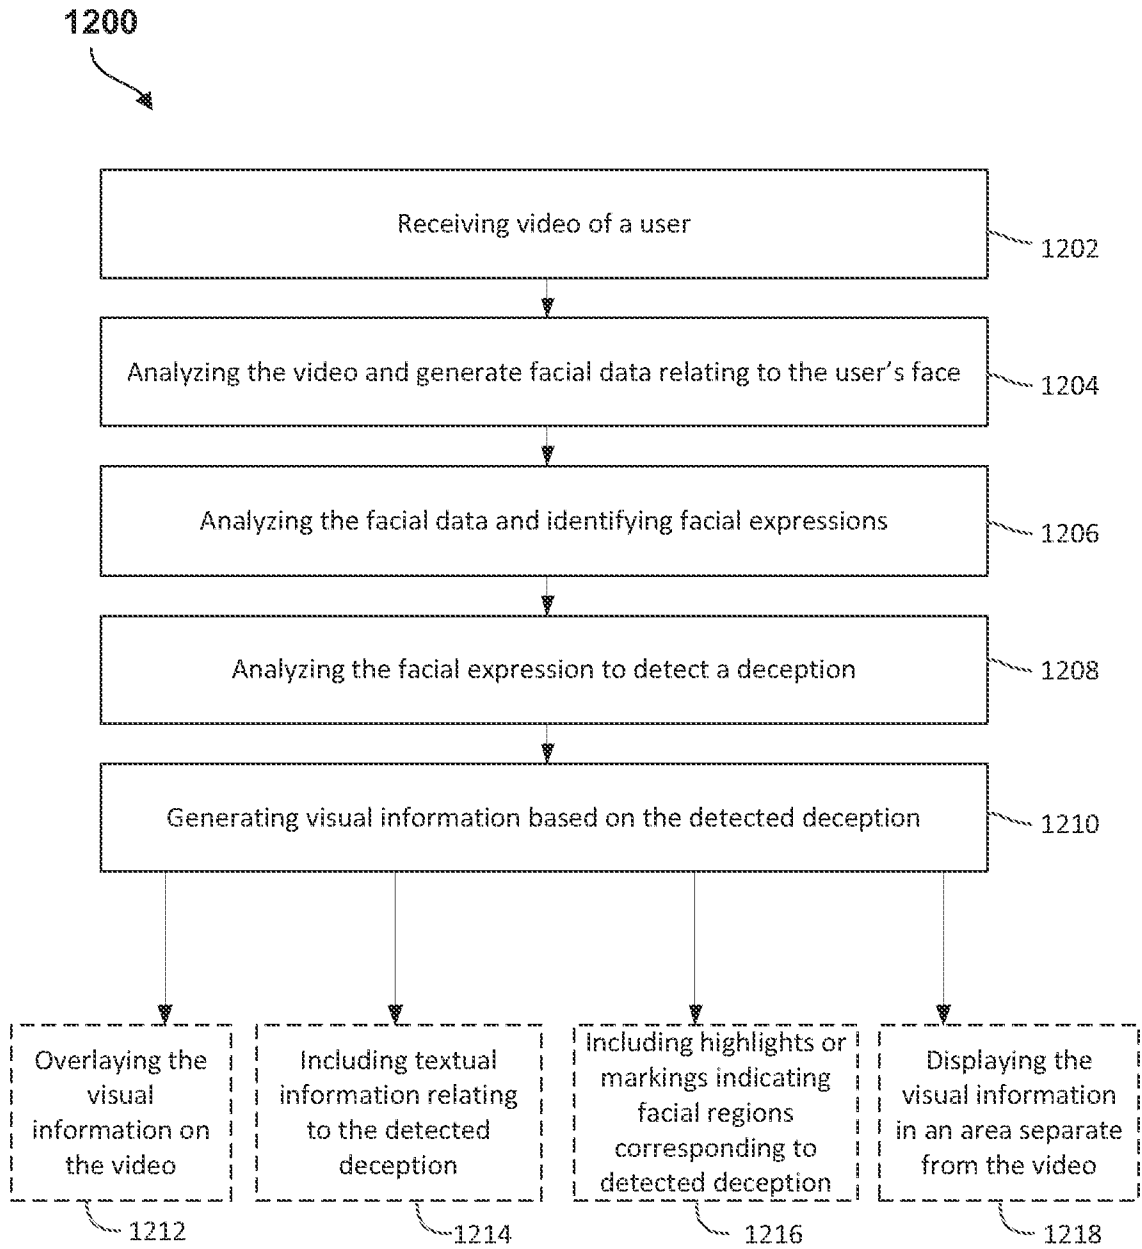 1200
Receiving video of a user
1202
Analyzing the video and generate facial data relating to the user's face
1204
Analyzing the facial data and identifying facial expressions
1206
Analyzing the facial expression to detect a deception
1208
Generating visual information based on the detected deception
1210
Overlaying the
visual
information on
the video
1212
Including textual
information relating
to the detected
deception
1214
Including highlights or
markings indicating
facial regions
corresponding to
detected deception
1216
Displaying the
visual information
in an area separate
from the video
1218